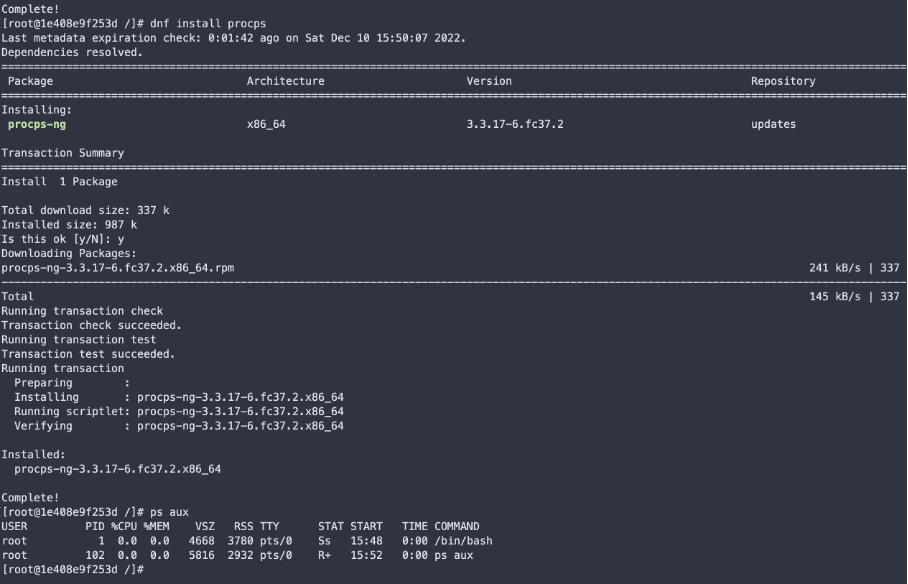 Complete!
[root@1e408e9f253d /]# dnf install procps
Last metadata expiration check: 0:01:42 ago on Sat Dec 10 15:50:07 2022.
Dependencies resolved.
================================================================================
Package Architecture Version Repository
================================================================================
Installing:
procps-ng x86_64 3.3.17-6.fc37.2 updates
Transaction Summary
================================================================================
Install  1 Package
Total download size: 337 k
Installed size: 987 k
Is this ok [y/N]: y
Downloading Packages:
procps-ng-3.3.17-6.fc37.2.x86_64.rpm 241 kB/s | 337
--------------------------------------------------------------------------------
Total 145 kB/s | 337
Running transaction check
Transaction check succeeded.
Running transaction test
Transaction test succeeded.
Running transaction
  Preparing        :
  Installing       : procps-ng-3.3.17-6.fc37.2.x86_64
  Running scriptlet: procps-ng-3.3.17-6.fc37.2.x86_64
  Verifying        : procps-ng-3.3.17-6.fc37.2.x86_64
Installed:
  procps-ng-3.3.17-6.fc37.2.x86_64
Complete!
[root@1e408e9f253d /]# ps aux
USER PID %CPU %MEM VSZ RSS TTY STAT START TIME COMMAND
root 1 0.0 0.0 4668 3780 pts/0 Ss 15:48 0:00 /bin/bash
root 102 0.0 0.0 5816 2932 pts/0 R+ 15:52 0:00 ps aux
[root@1e408e9f253d /]#